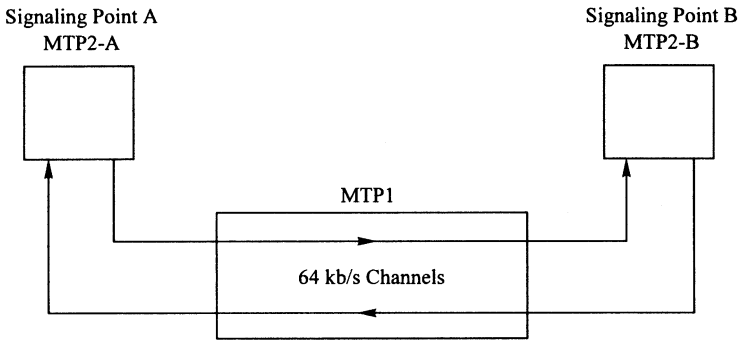 Signaling Point A
MTP2-A
Signaling Point B
MTP2-B
MTP1
64 kb/s Channels